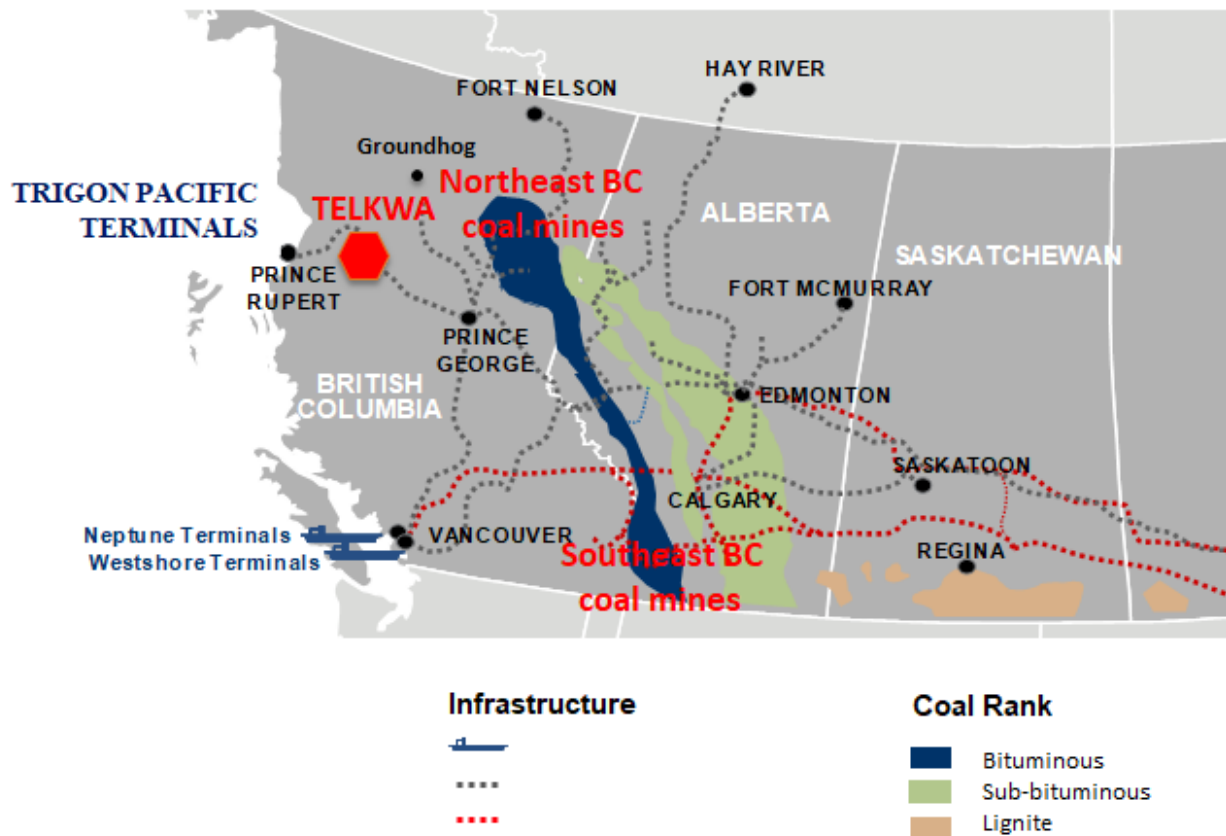 HAY RIVER
FORT NELSON
Groundhog
Northeast BC
coal mines
TRIGON PACIFIC
TERMINALS
TELKWA
ALBERTA
SASKATCHEWAN
PRINCE
RUPERT
FORT MCMURRAY
PRINCE
GEORGE
BRITISH
COLUMBIA
EDMONTON
SASKATOON
CALGARY
Neptune Terminals
Westshore Terminals
VANCOUVER
Southeast BC
coal mines
REGINA
Infrastructure
Coal Rank
Bituminous
Sub-bituminous
Lignite